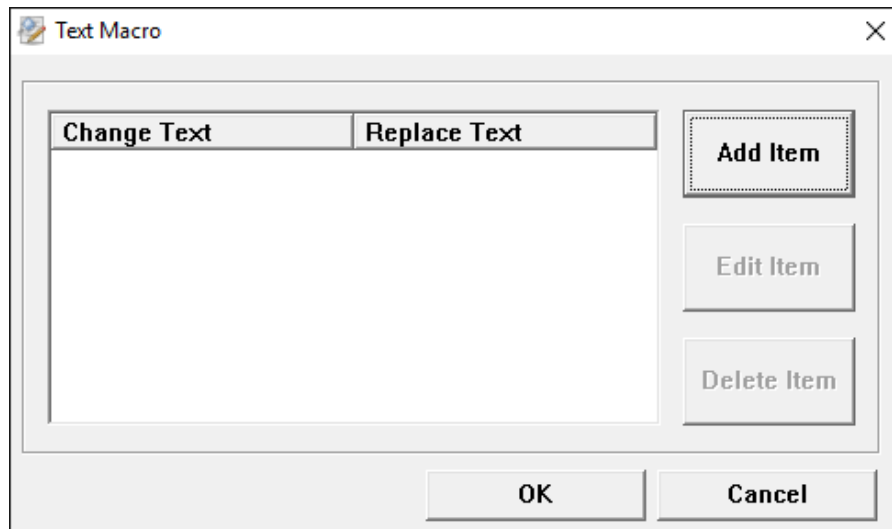 Text Macro
Change Text Replace Text
Add Item
Edit Item
Delete Item
OK Cancel